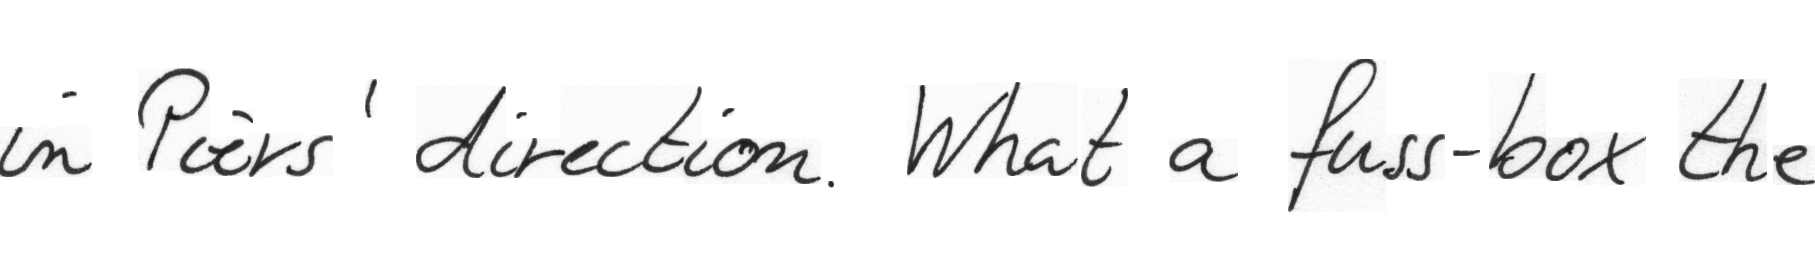 in Piers' direction. What a fuss-box the